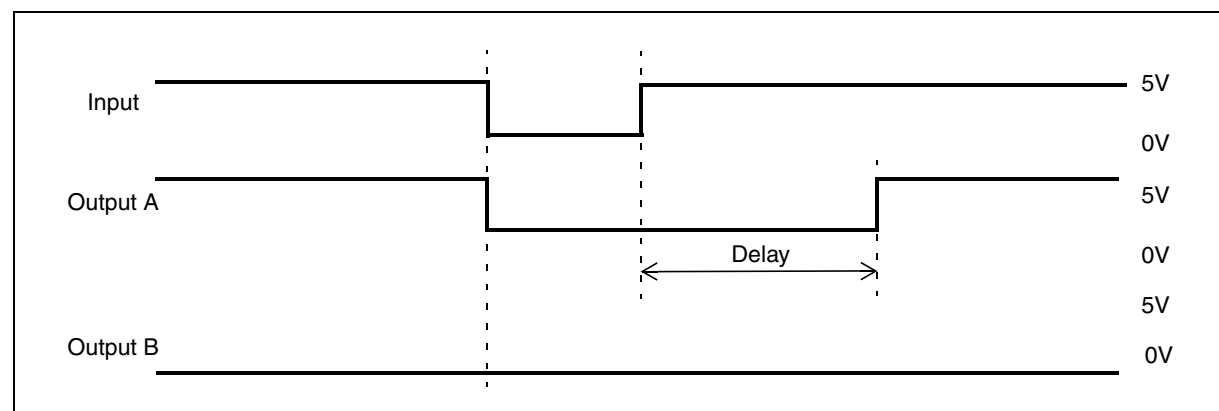 Input
5V
0V
Output A
5V
Delay
0V
5V
Output B
0V